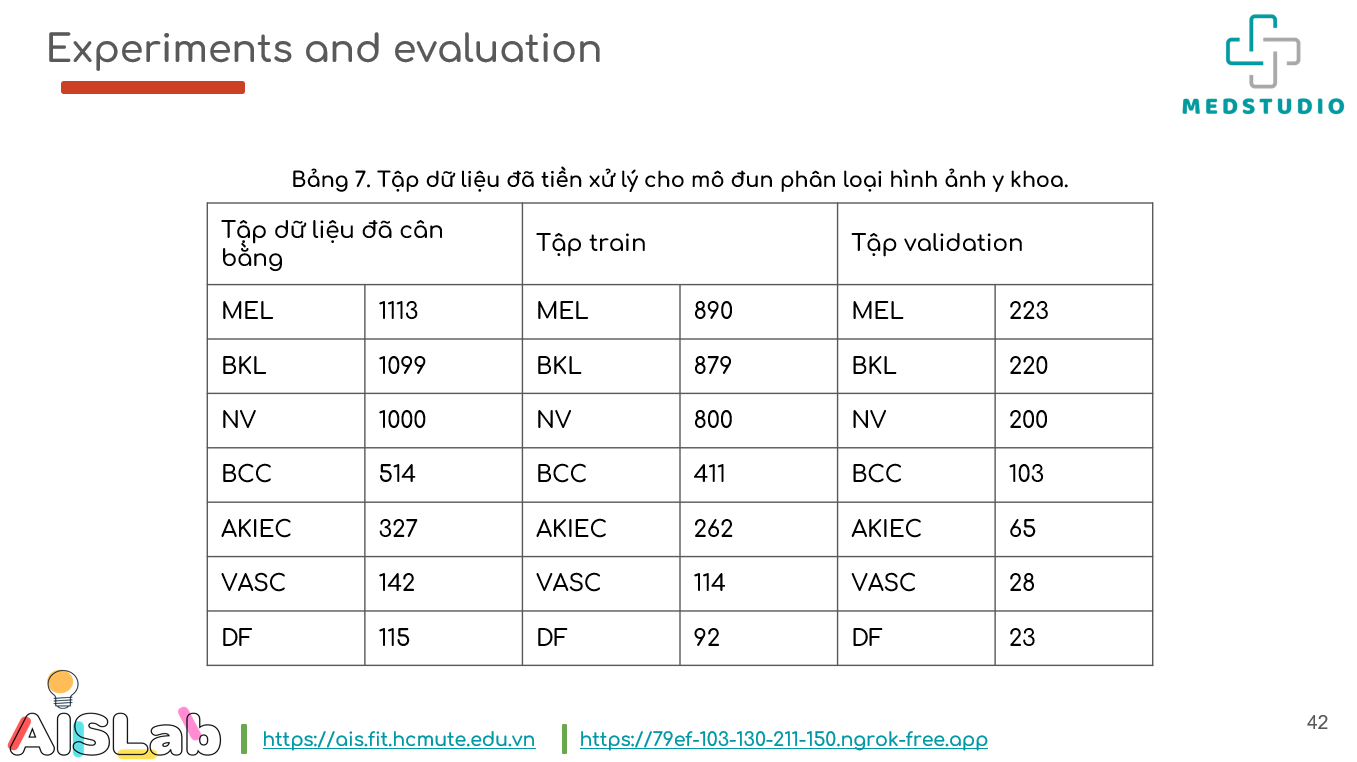 Experiments and evaluation
MEDSTUDIO
Bảng 7. Tập dữ liệu đã tiền xử lý cho mô đun phân loại hình ảnh y khoa.
Tập dữ liệu đã cân
bằng
Tập train
Tập validation
MEL 1113 MEL 890 MEL 223
BKL 1099 BKL 879 BKL 220
NV 1000 NV 800 NV 200
BCC 514 BCC 411 BCC 103
AKIEC 327 AKIEC 262 AKIEC 65
VASC 142 VASC 114 VASC 28
DF 115 DF 92 DF 23
AISLab
https://ais.fit.hcmute.edu.vn
https://79ef-103-130-211-150.ngrok-free.app
42